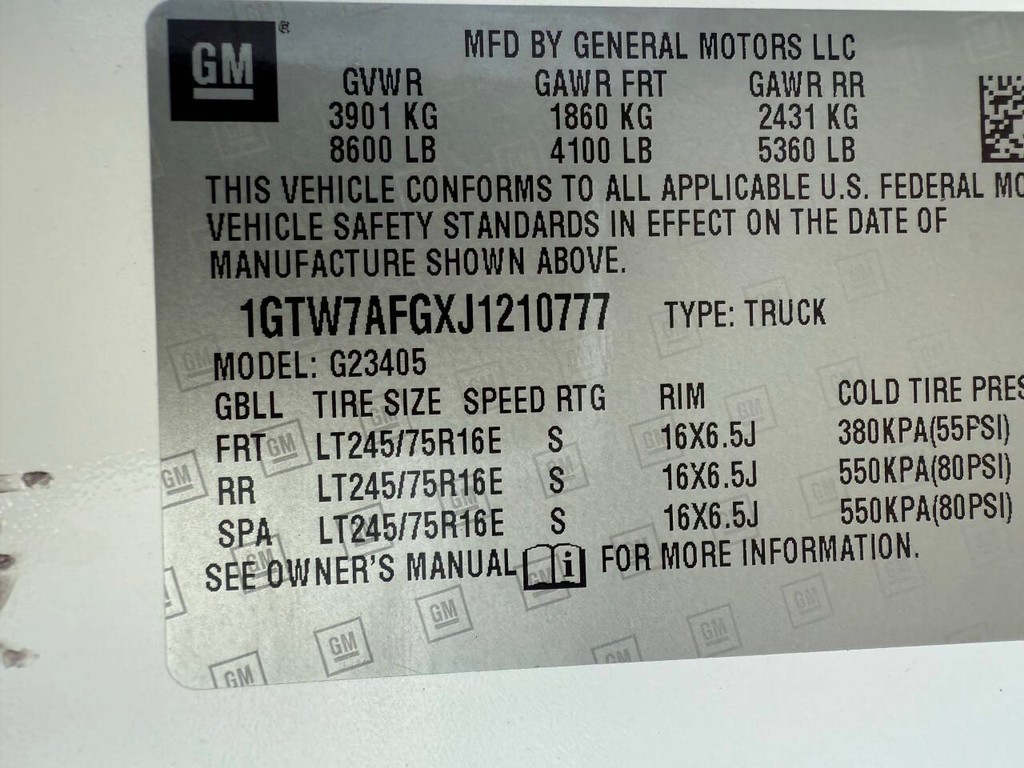 GM ®
MFD BY GENERAL MOTORS LLC
GVWR GAWR FRT GAWR RR
3901 KG 1860 KG 2431 KG
8600 LB 4100 LB 5360 LB
THIS VEHICLE CONFORMS TO ALL APPLICABLE U.S. FEDERAL MO
VEHICLE SAFETY STANDARDS IN EFFECT ON THE DATE OF
MANUFACTURE SHOWN ABOVE.
1GTW7AFGXJ1210777 TYPE: TRUCK
MODEL: G23405
GBLL TIRE SIZE SPEED RTG RIM COLD TIRE PRES
FRT LT245/75R16E S 16X6.5J 380KPA(55PSI)
RR LT245/75R16E S 16X6.5J 550KPA(80PSI)
SPA LT245/75R16E S 16X6.5J 550KPA(80PSI)
SEE OWNER'S MANUAL i FOR MORE INFORMATION.